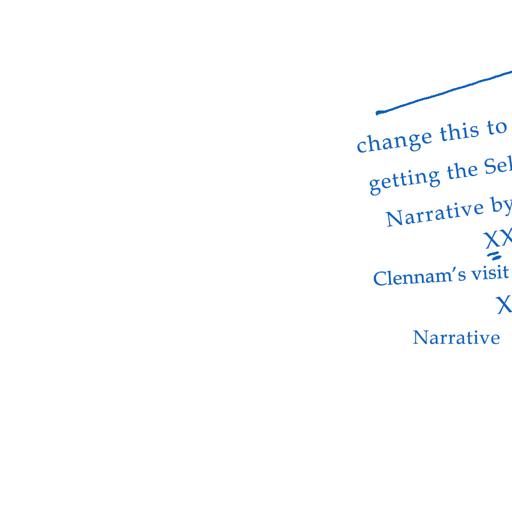 change this to
getting the Sel
Narrative by
XX
Clennam's visit
X
Narrative